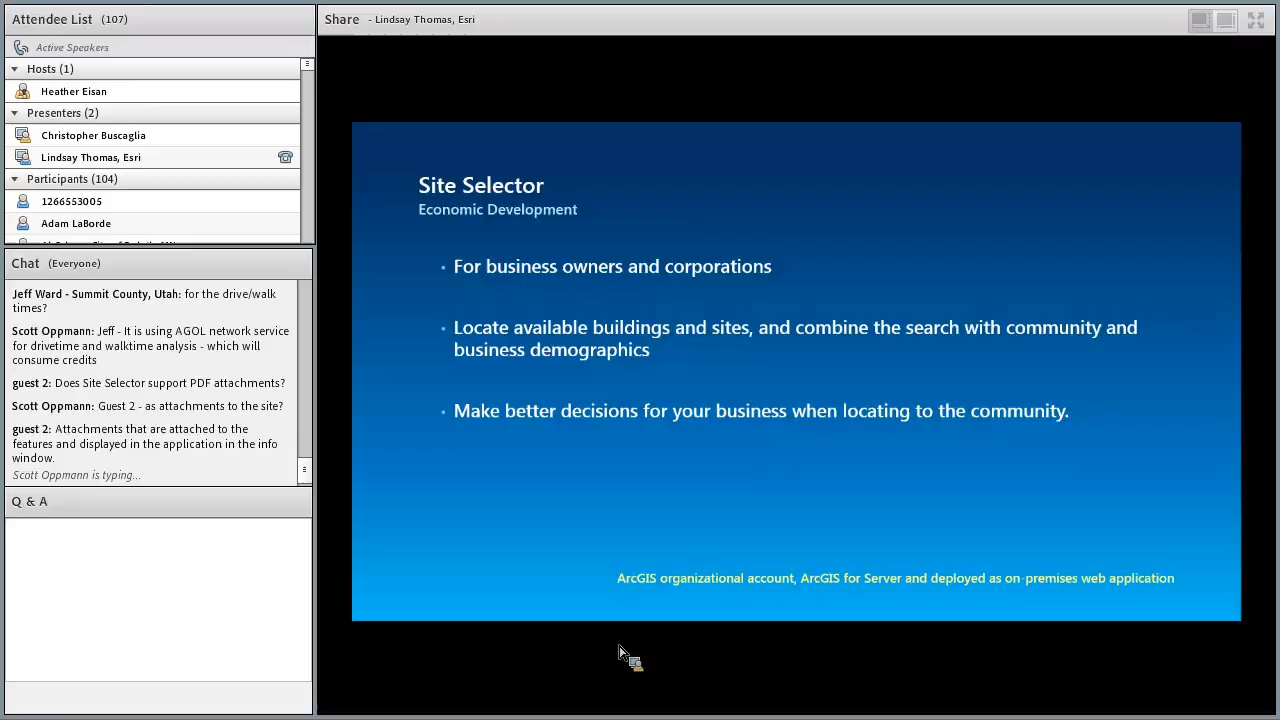 Attendee List (107)
Active Speakers
Hosts (1)
Heather Eisan
Presenters (2)
Christopher Buscaglia
Lindsay Thomas, Esri
Participants (104)
1266553005
Adam LaBorde
Chat (Everyone)
Jeff Ward - Summit County, Utah: for the drive/walk
times?
Scott Oppmann: Jeff - It is using AGOL network service
for drivetime and walktime analysis - which will
consume credits
guest 2: Does Site Selector support PDF attachments?
Scott Oppmann: Guest 2 - as attachments to the site?
guest 2: Attachments that are attached to the
features and displayed in the application in the info
window.
Scott Oppmann is typing...
Q & A
Share - Lindsay Thomas, Esri
Site Selector
Economic Development
• For business owners and corporations
• Locate available buildings and sites, and combine the search with community and
business demographics
• Make better decisions for your business when locating to the community.
ArcGIS organizational account, ArcGIS for Server and deployed as on-premises web application